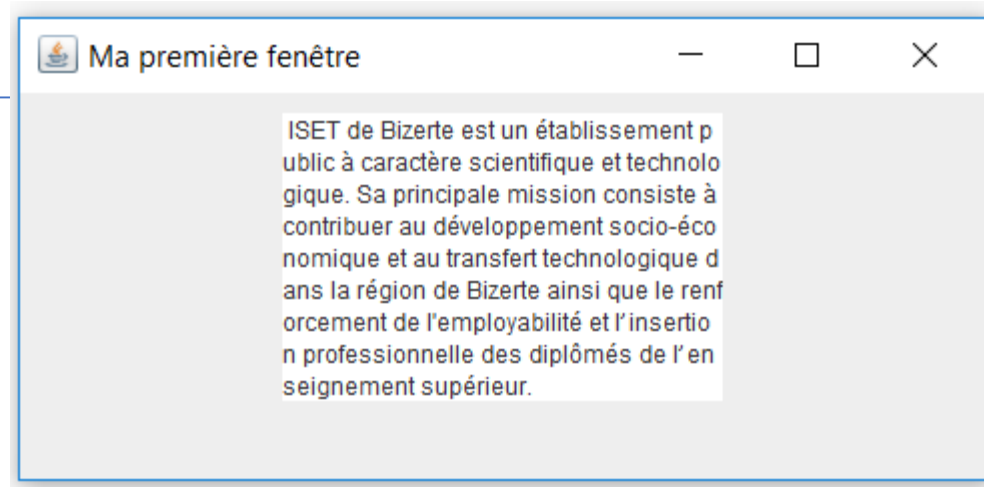 Ma première fenêtre
ISET de Bizerte est un établissement p
ublic à caractère scientifique et technolo
gique. Sa principale mission consiste à
contribuer au développement socio-éco
nomique et au transfert technologique d
ans la région de Bizerte ainsi que le renf
orcement de l'employabilité et l’insertio
n professionnelle des diplômés de l’en
seignement supérieur.